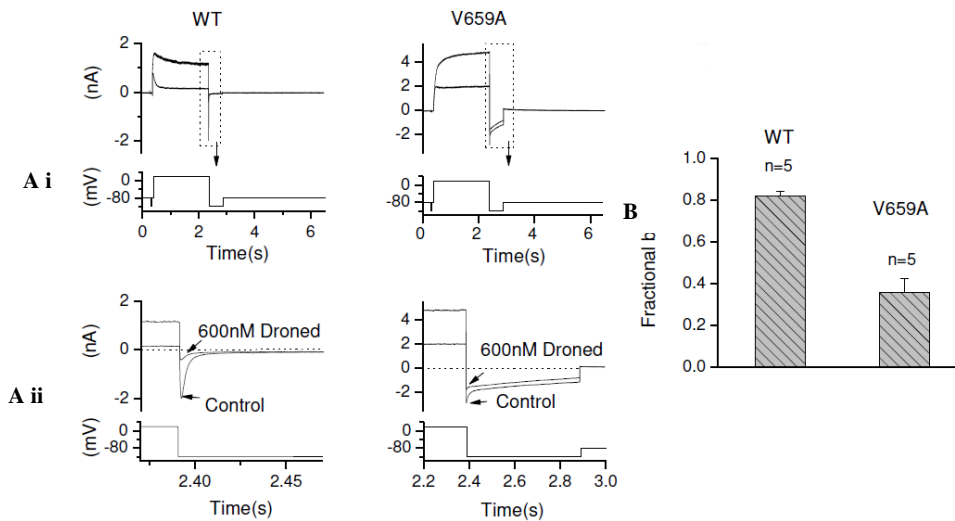 WT
V659A
2
0
-2
(nA)
4
2
0
-2
A i
0
-80
(mV)
0
-80
0 2 4 6
Time(s)
0 2 4 6
Time(s)
B
WT
n=5
V659A
n=5
1.0
0.8
0.6
0.4
0.2
0.0
Fractional b
2
0
-2
(nA)
600nM Droned
Control
4
2
0
-2
600nM Droned
Control
A ii
0
-80
(mV)
0
-80
2.40 2.45
Time(s)
2.2 2.4 2.6 2.8 3.0
Time(s)